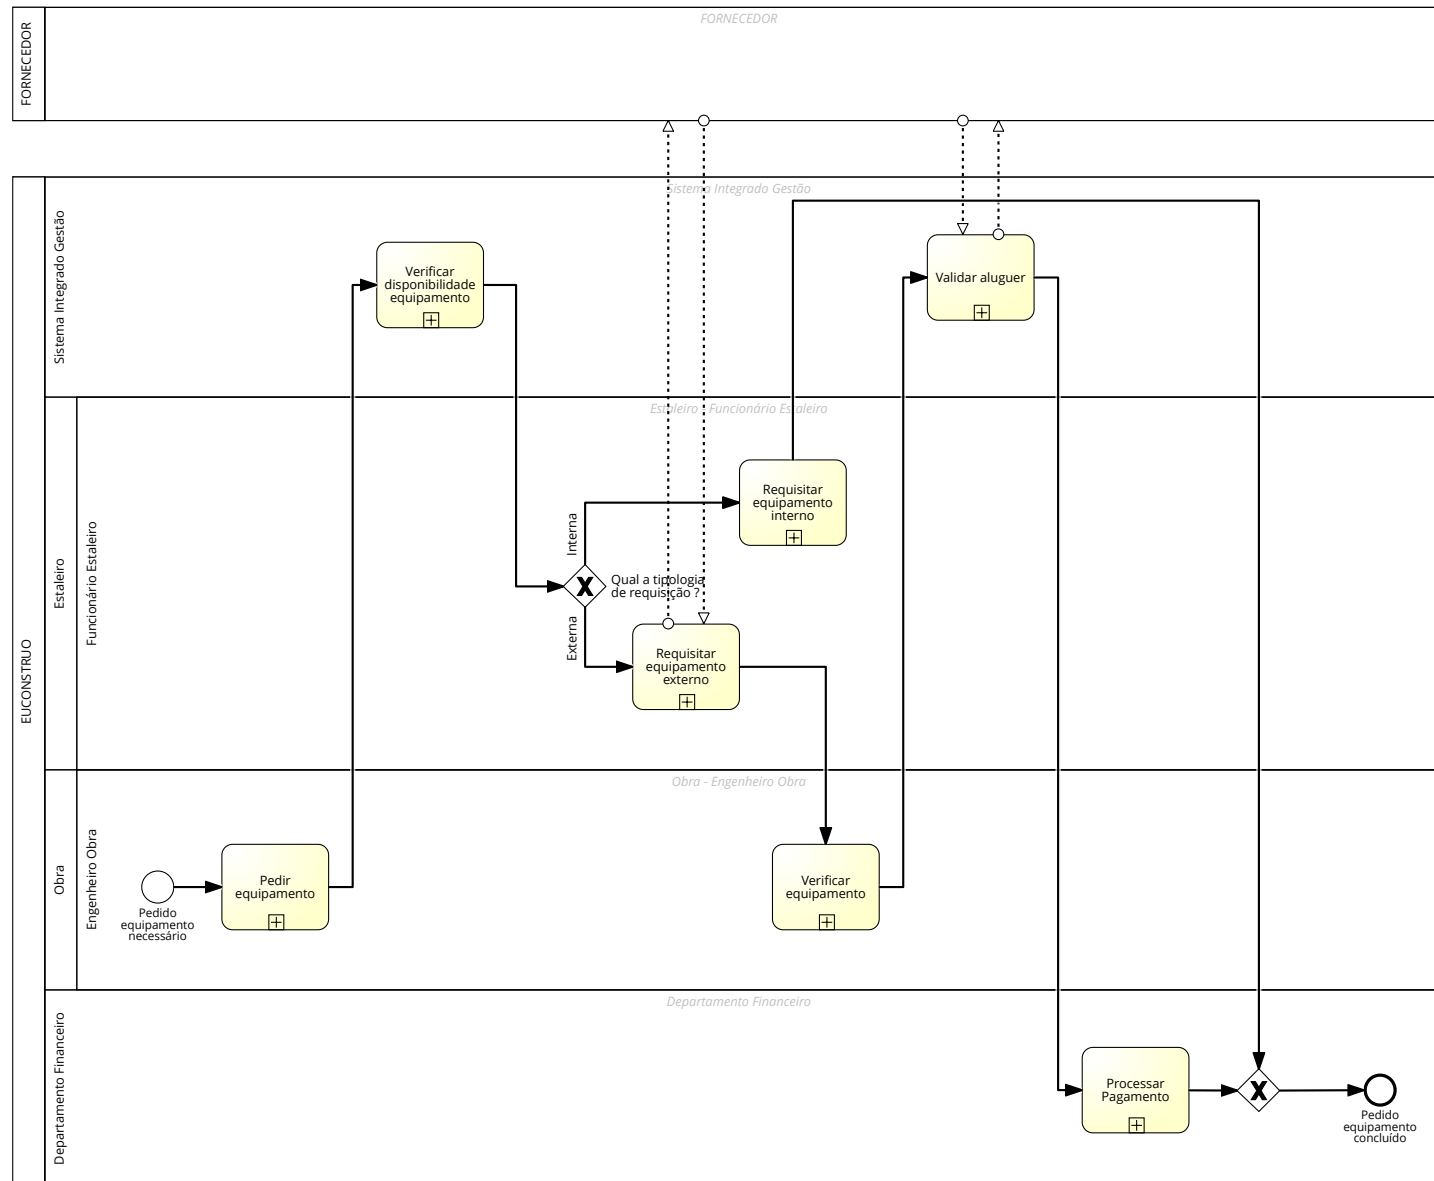 FORNECEDOR
FORNECEDOR
EUCONSTRUO
Sistema Integrado Gestão
Sistema Integrado Gestão
Verificar
disponibilidade
equipamento
Validar aluguer
Estaleiro
Funcionário Estaleiro
Estaleiro - Funcionário Estaleiro
Requisitar
equipamento
interno
Interna
Qual a tipologia
de requisição ?
Externa
Requisitar
equipamento
externo
Obra
Engenheiro Obra
Obra - Engenheiro Obra
Pedido
equipamento
necessário
Pedir
equipamento
Verificar
equipamento
Departamento Financeiro
Departamento Financeiro
Processar
Pagamento
Pedido
equipamento
concluído